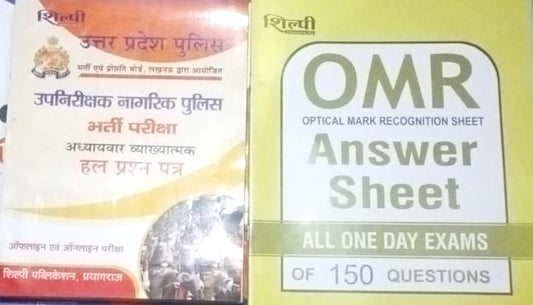 शिल्पी
उत्तर प्रदेश पुलिस
भर्ती एवं प्रोन्नति बोर्ड, लखनऊ द्वारा आयोजित
उपनिरीक्षक नागरिक पुलिस
भर्ती परीक्षा
अध्यायवार व्याख्यात्मक
हल प्रश्न पत्र
ऑफलाइन एवं ऑनलाइन परीक्षा
शिल्पी पब्लिकेशन, प्रयागराज
शिल्पी
OMR
OPTICAL MARK RECOGNITION SHEET
Answer
Sheet
ALL ONE DAY EXAMS
OF 150 QUESTIONS